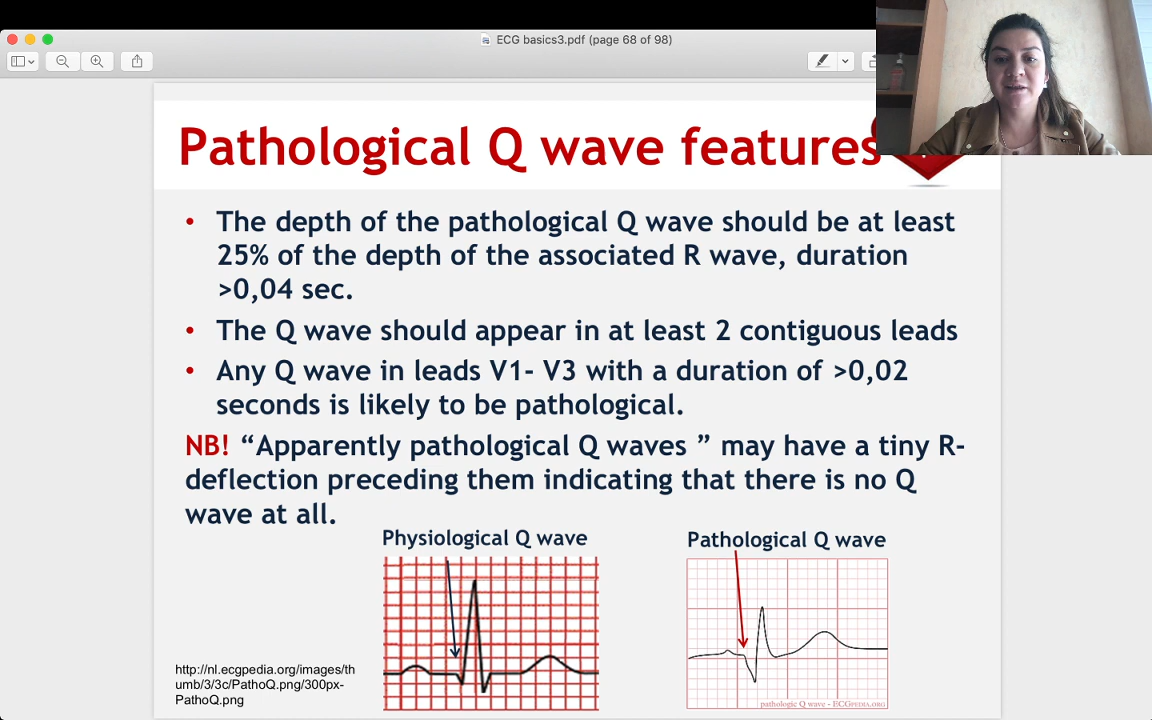 ECG basics3.pdf (page 68 of 98)
Pathological Q wave features
• The depth of the pathological Q wave should be at least
25% of the depth of the associated R wave, duration
>0,04 sec.
• The Q wave should appear in at least 2 contiguous leads
• Any Q wave in leads V1- V3 with a duration of >0,02
seconds is likely to be pathological.
NB! “Apparently pathological Q waves ” may have a tiny R-
deflection preceding them indicating that there is no Q
wave at all.
Physiological Q wave
Pathological Q wave
http://nl.ecgpedia.org/images/th
umb/3/3c/PathoQ.png/300px-
PathoQ.png
pathologic Q wave - ECGpedia.org